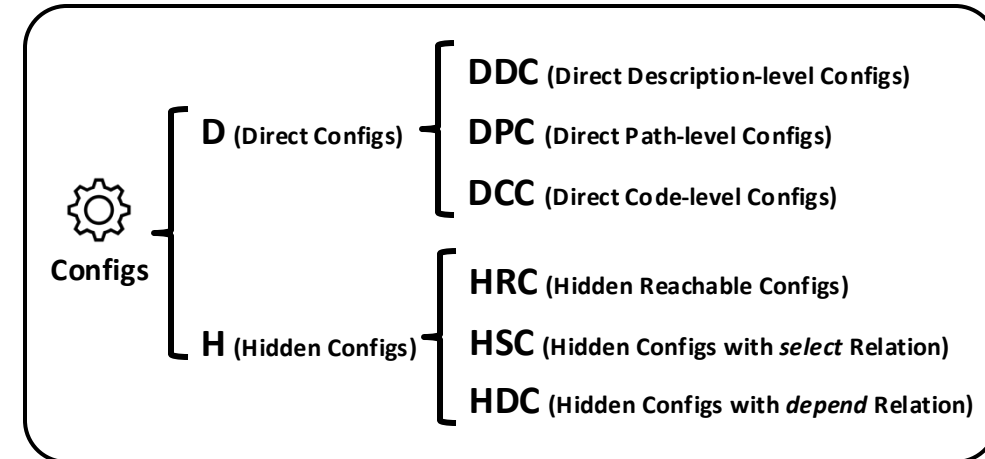 DDC (Direct Description-level Configs)
D (Direct Configs)
DPC (Direct Path-level Configs)
DCC (Direct Code-level Configs)
Configs
HRC (Hidden Reachable Configs)
H (Hidden Configs)
HSC (Hidden Configs with select Relation)
HDC (Hidden Configs with depend Relation)